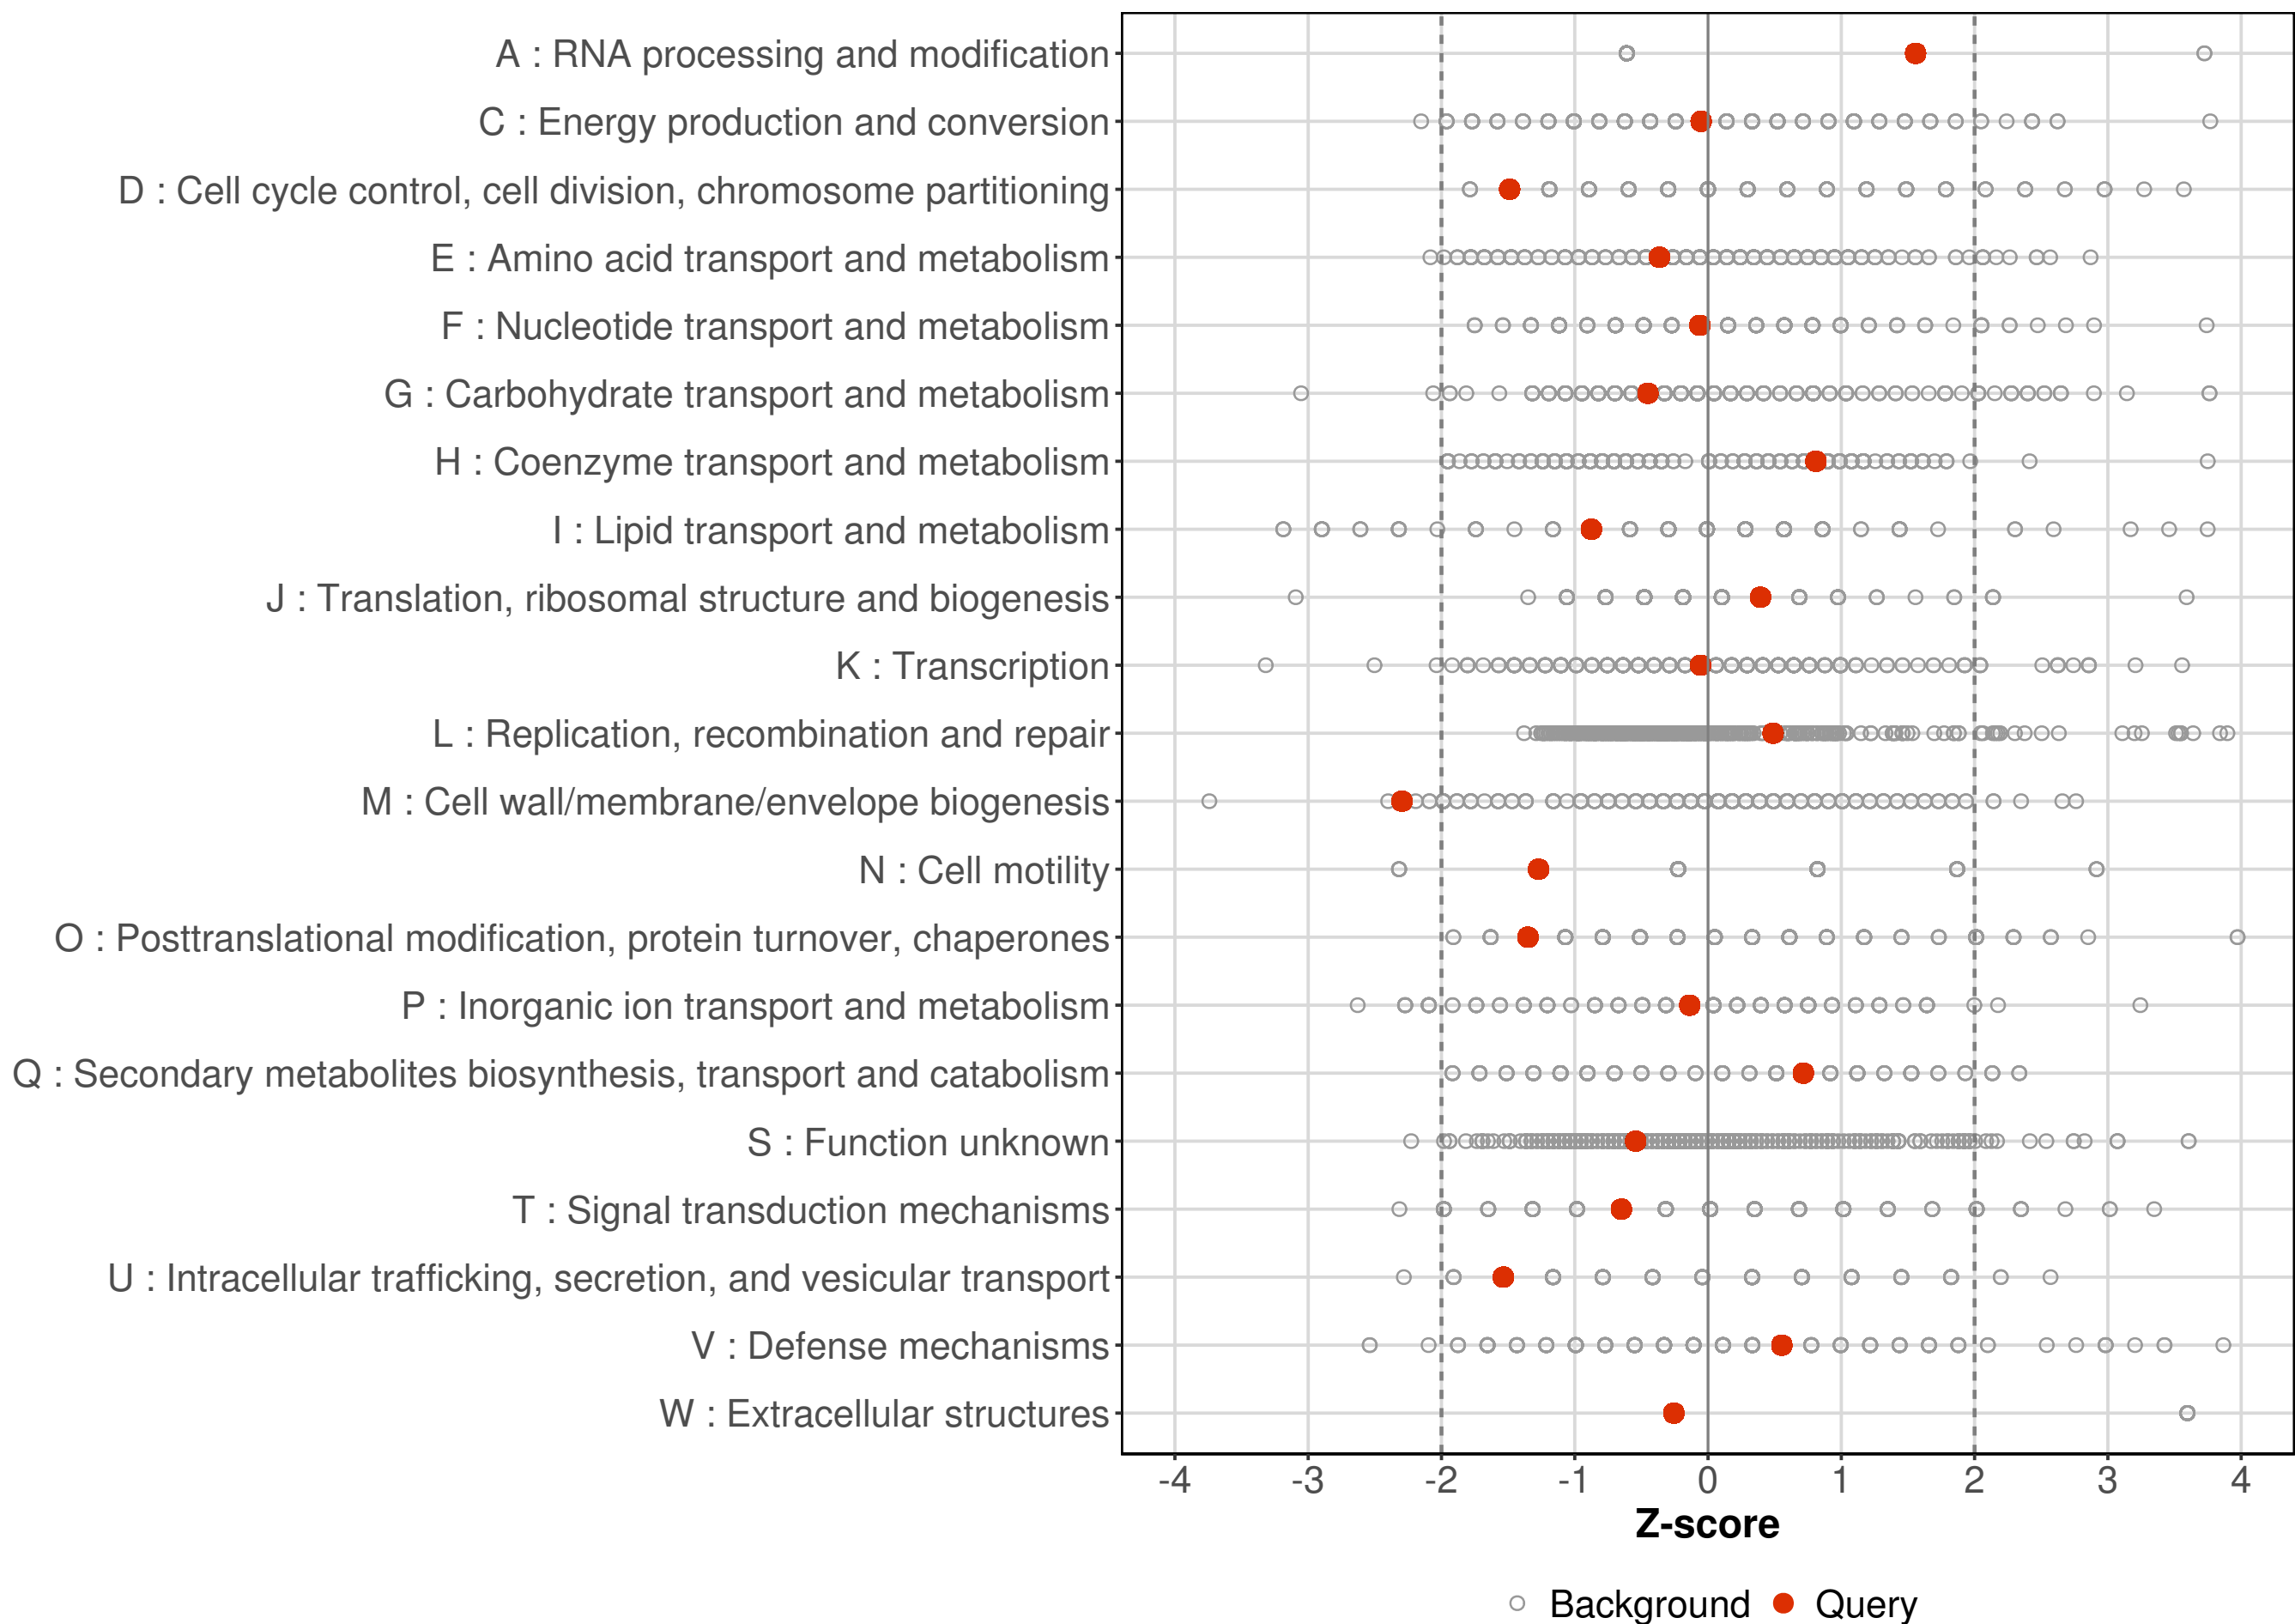 A : RNA processing and modification
C : Energy production and conversion
D : Cell cycle control, cell division, chromosome partitioning
E : Amino acid transport and metabolism
F : Nucleotide transport and metabolism
G : Carbohydrate transport and metabolism
H : Coenzyme transport and metabolism
I : Lipid transport and metabolism
J : Translation, ribosomal structure and biogenesis
K : Transcription
L : Replication, recombination and repair
M : Cell wall/membrane/envelope biogenesis
N : Cell motility
O : Posttranslational modification, protein turnover, chaperones
P : Inorganic ion transport and metabolism
Q : Secondary metabolites biosynthesis, transport and catabolism
S : Function unknown
T : Signal transduction mechanisms
U : Intracellular trafficking, secretion, and vesicular transport
V : Defense mechanisms
W : Extracellular structures
-4 -3 -2 -1 0 1 2 3 4
Z-score
Background Query